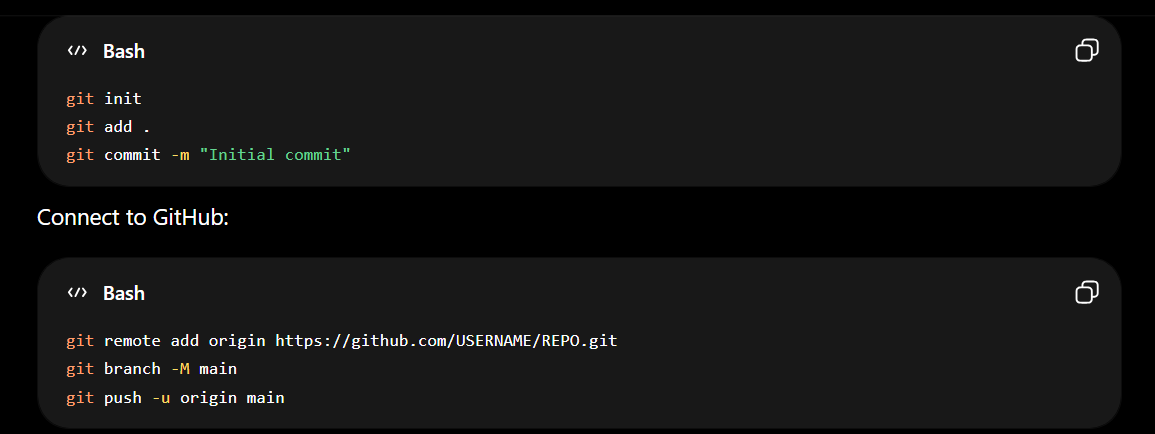 Bash
git init
git add .
git commit -m "Initial commit"
Connect to GitHub:
Bash
git remote add origin https://github.com/USERNAME/REPO.git
git branch -M main
git push -u origin main